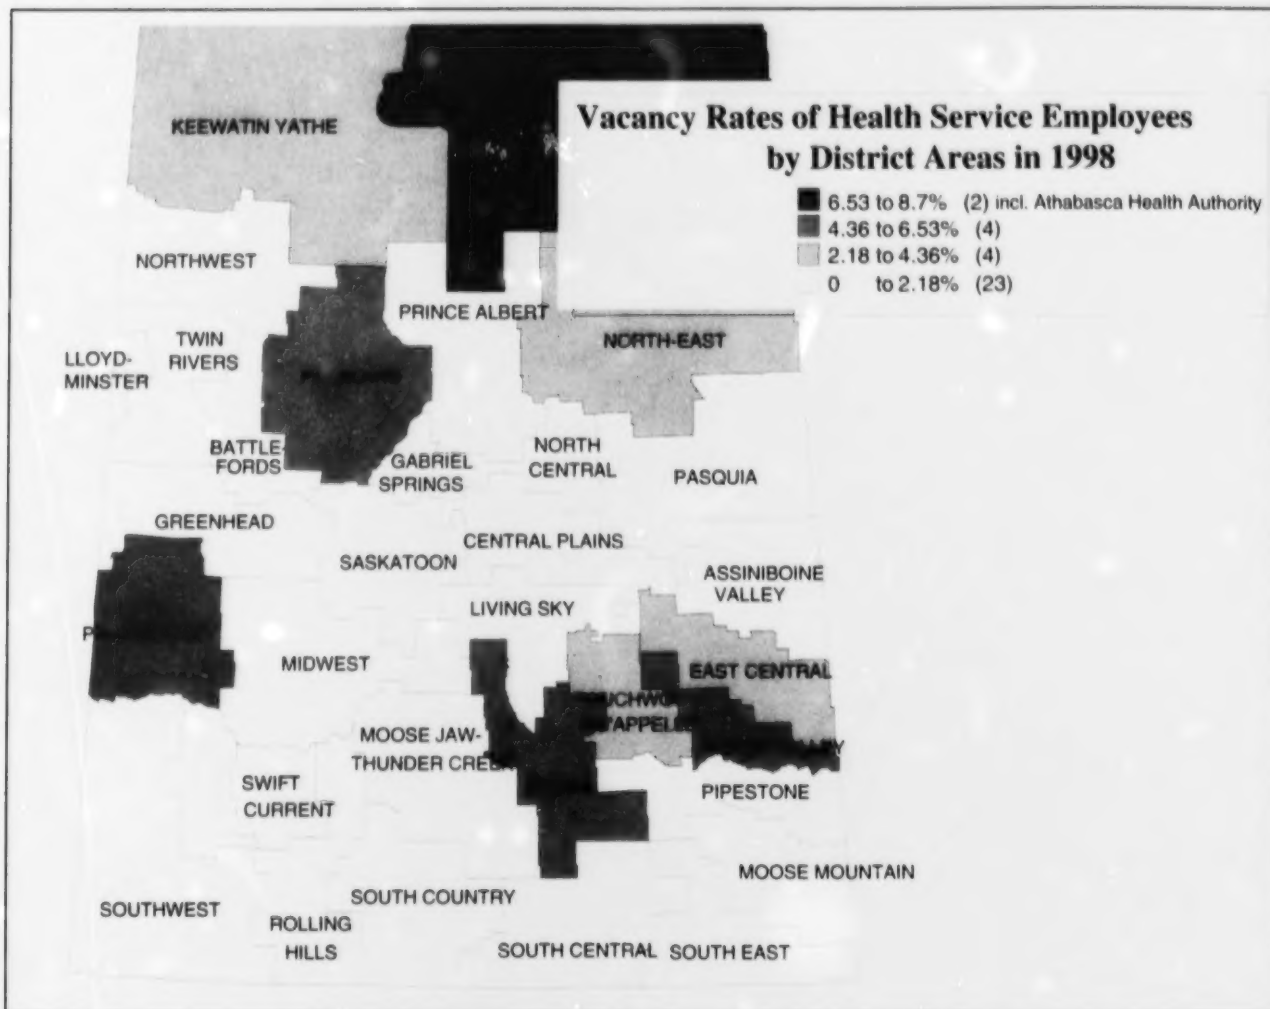 Vacancy Rates of Health Service Employees
by District Areas in 1998
6.53 to 8.7% (2) incl. Athabasca Health Authority
4.36 to 6.53% (4)
2.18 to 4.36% (4)
0 to 2.18% (23)
KEEWATIN YATHE
NORTHWEST
PRINCE ALBERT
NORTH-EAST
TWIN
RIVERS
LLOYD-
MINSTER
BATTLE-
FORDS
GABRIEL
SPRINGS
NORTH
CENTRAL
PASQUIA
GREENHEAD
SASKATOON
CENTRAL PLAINS
ASSINIBOINE
VALLEY
LIVING SKY
MIDWEST
EAST CENTRAL
MOOSE JAW-
THUNDER CREEK
SWIFT
CURRENT
PIPESTONE
MOOSE MOUNTAIN
SOUTH COUNTRY
SOUTHWEST
ROLLING
HILLS
SOUTH CENTRAL
SOUTH EAST